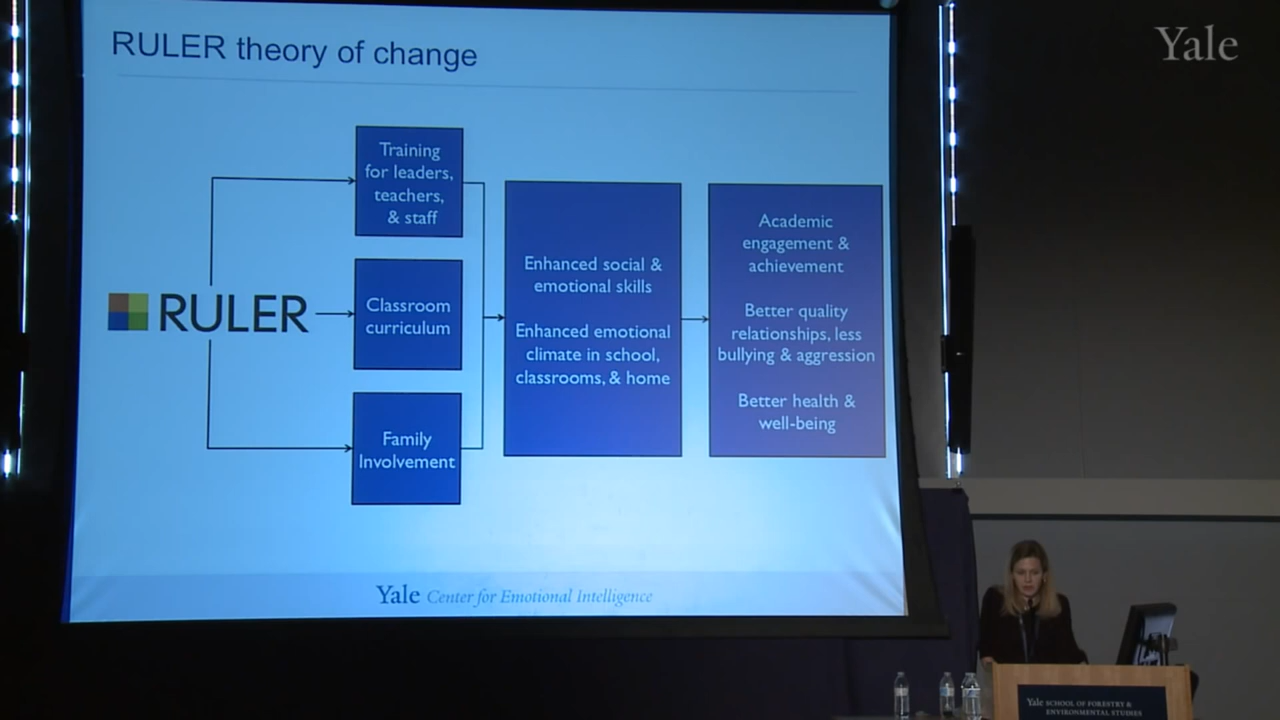 RULER theory of change
Yale
Training
for leaders,
teachers,
& staff
RULER
Classroom
curriculum
Family
Involvement
Enhanced social &
emotional skills
Enhanced emotional
climate in school,
classrooms, & home
Academic
engagement &
achievement
Better quality
relationships, less
bullying & aggression
Better health &
well-being
Yale Center for Emotional Intelligence
Yale SCHOOL OF FORESTRY &
ENVIRONMENTAL STUDIES